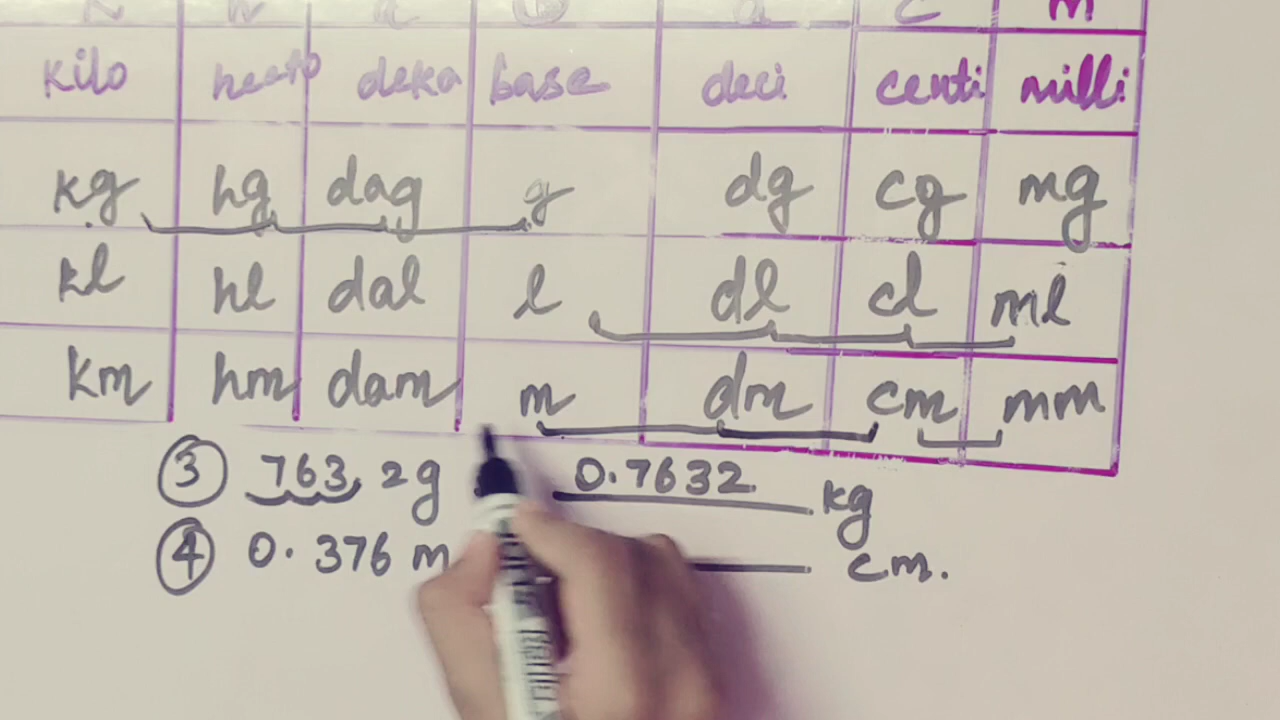 kilo hecto deka base deci centi milli
kg hg dag g dg cg mg
kl hl dal l dl cl ml
km hm dam m dm cm mm
③ 763.2g 0.7632 kg
④ 0.376 m cm.